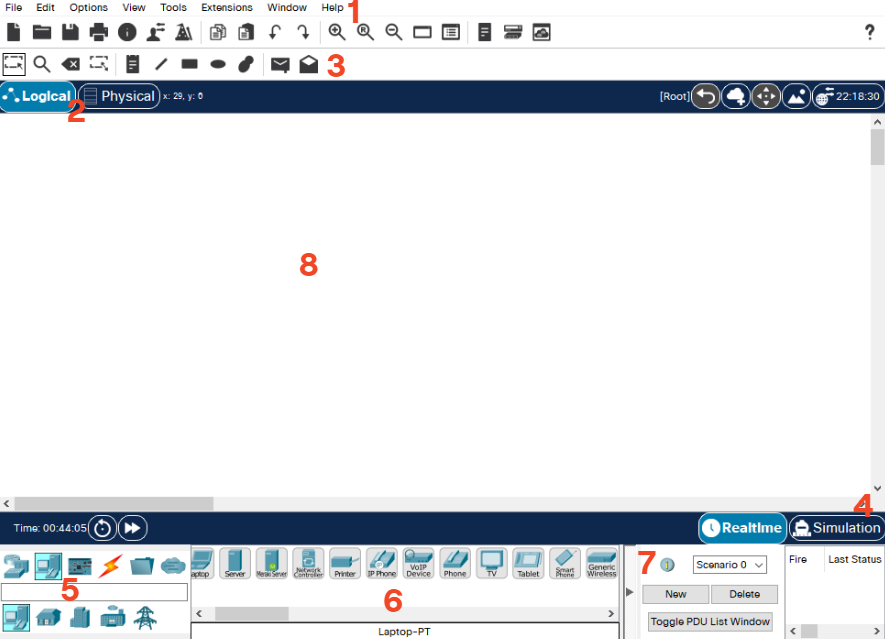 File Edit Options View Tools Extensions Window Help 1
?
3
Logical Physical x: 29, y: 6 [Root] 22:18:30
2
8
4
Time: 00:44:05 Realtime Simulation
7 Scenario 0 Fire Last Status
aptop Server Meraki Server Network Controller Printer IP Phone VoIP Device Phone TV Tablet Smart Phone Generic Wireless
5
6
New Delete
Toggle PDU List Window
Laptop-PT